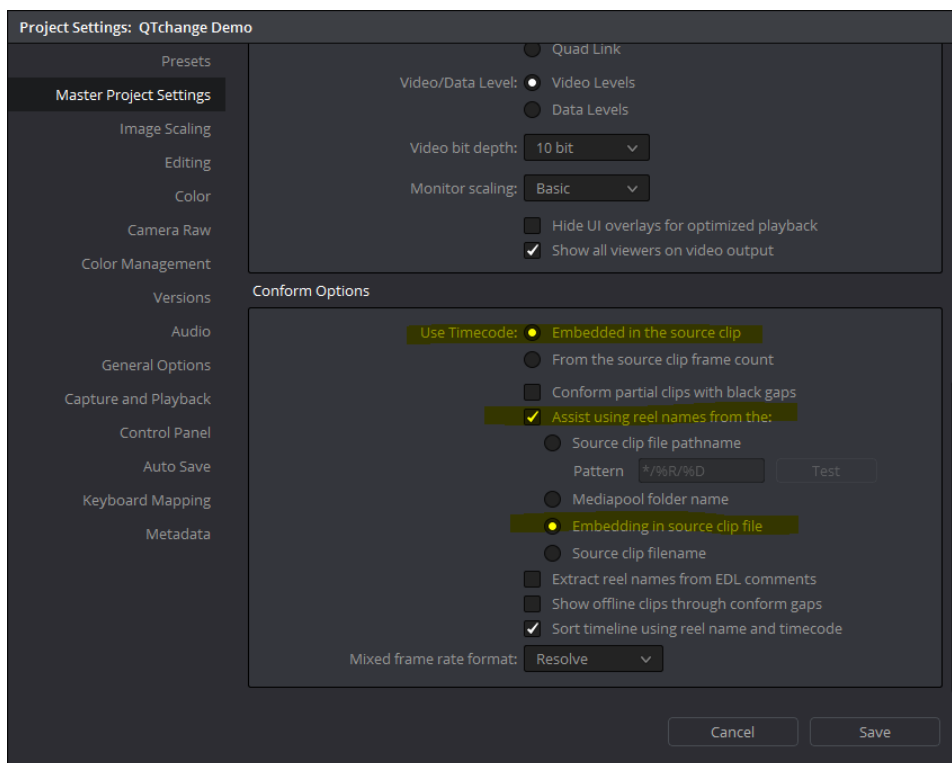 Project Settings: QTchange Demo
Presets
Master Project Settings
Image Scaling
Editing
Color
Camera Raw
Color Management
Versions
Audio
General Options
Capture and Playback
Control Panel
Auto Save
Keyboard Mapping
Metadata
Quad Link
Video/Data Level: Video Levels
Data Levels
Video bit depth: 10 bit
Monitor scaling: Basic
Hide UI overlays for optimized playback
Show all viewers on video output
Conform Options
Use Timecode: Embedded in the source clip
From the source clip frame count
Conform partial clips with black gaps
Assist using reel names from the:
Source clip file pathname
Pattern */%R/%D Test
Mediapool folder name
Embedding in source clip file
Source clip filename
Extract reel names from EDL comments
Show offline clips through conform gaps
Sort timeline using reel name and timecode
Mixed frame rate format: Resolve
Cancel Save